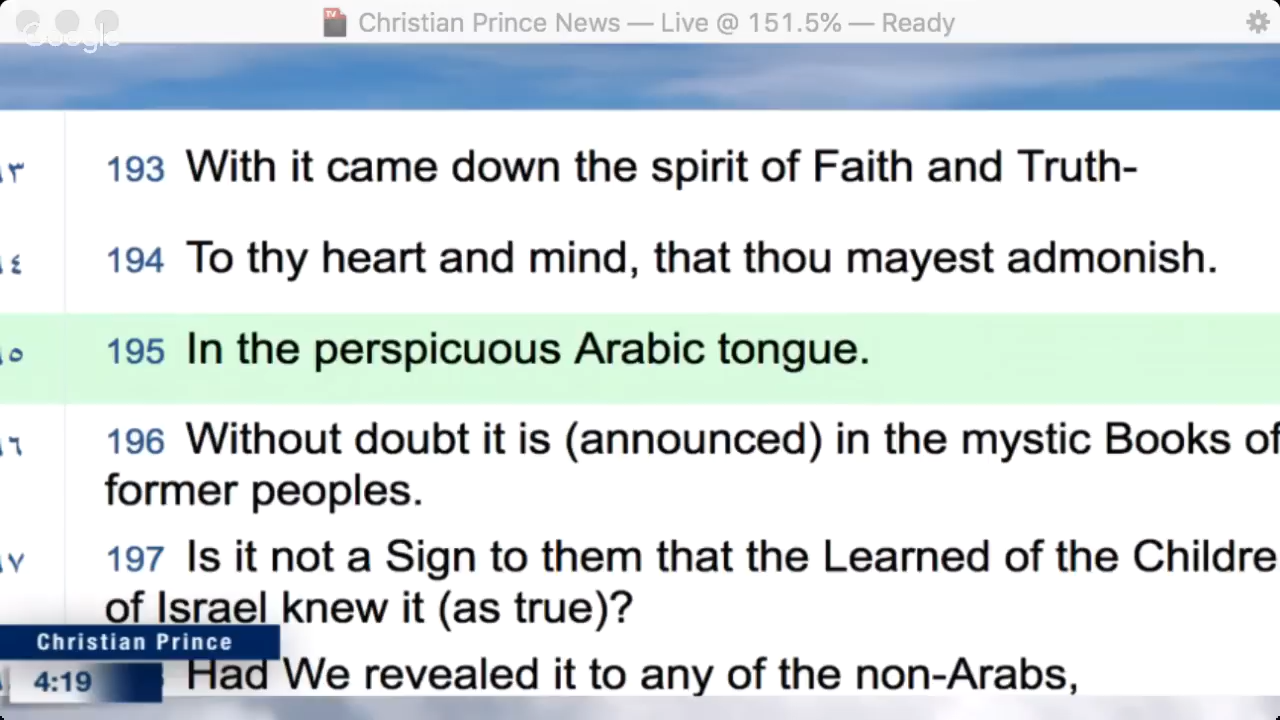 Christian Prince News — Live @ 151.5% — Ready
Google
193 With it came down the spirit of Faith and Truth-
194 To thy heart and mind, that thou mayest admonish.
195 In the perspicuous Arabic tongue.
196 Without doubt it is (announced) in the mystic Books of
former peoples.
197 Is it not a Sign to them that the Learned of the Childre
of Israel knew it (as true)?
Had We revealed it to any of the non-Arabs,
Christian Prince
4:19